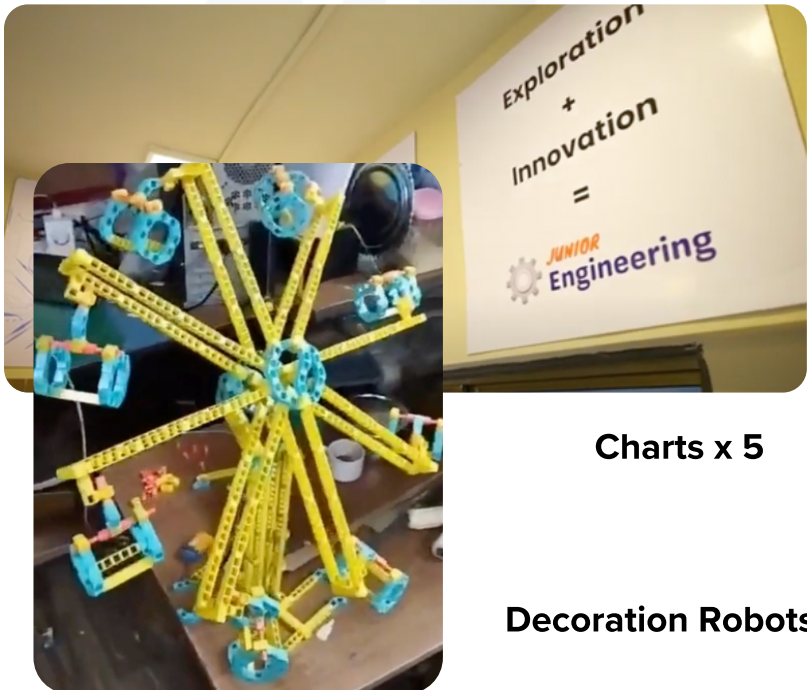 Exploration
+
Innovation
=
JUNIOR
Engineering
Charts x 5
Decoration Robots